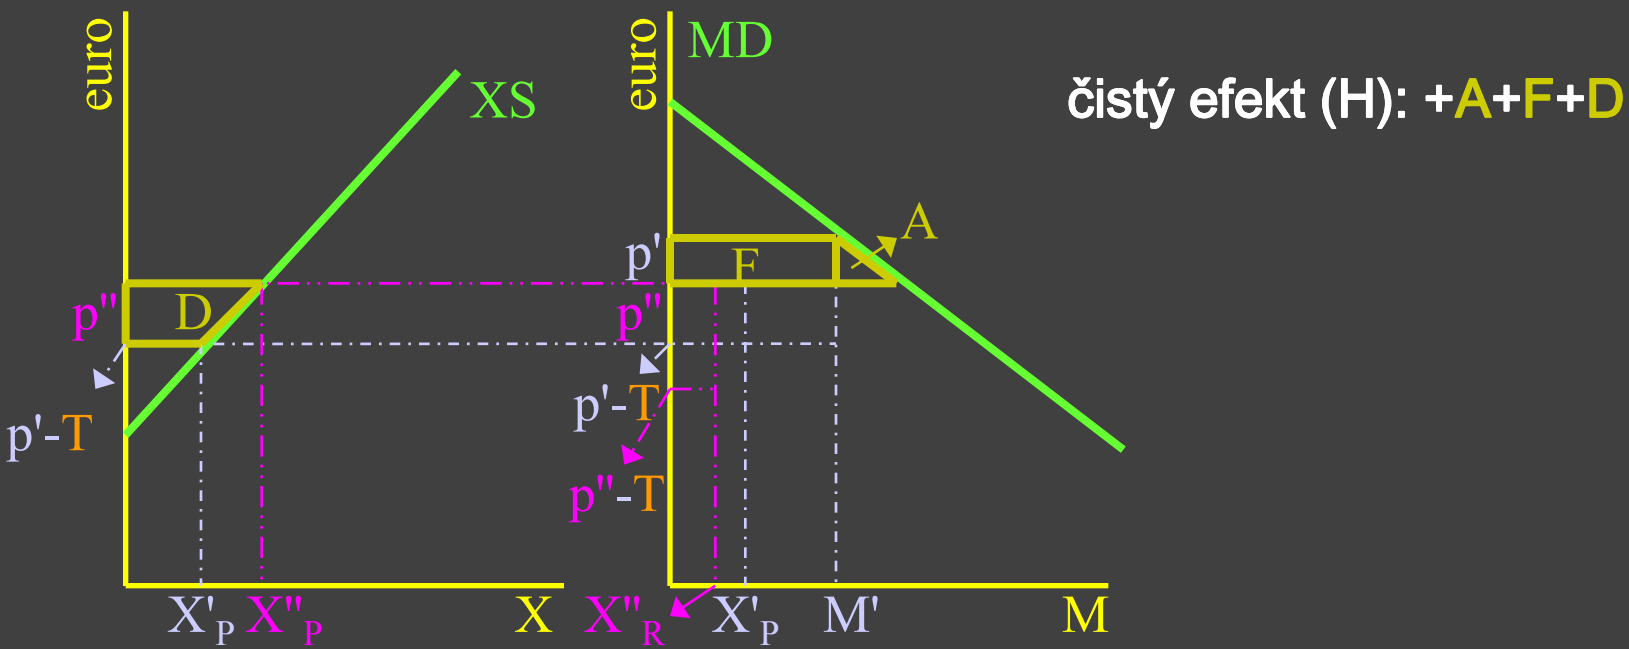 euro
XS
p''
D
p'-T
X'P
X''P
X
euro
MD
p'
F
A
p''
p'-T
p''-T
X''R
X'P
M'
M
čistý efekt (H): +A+F+D